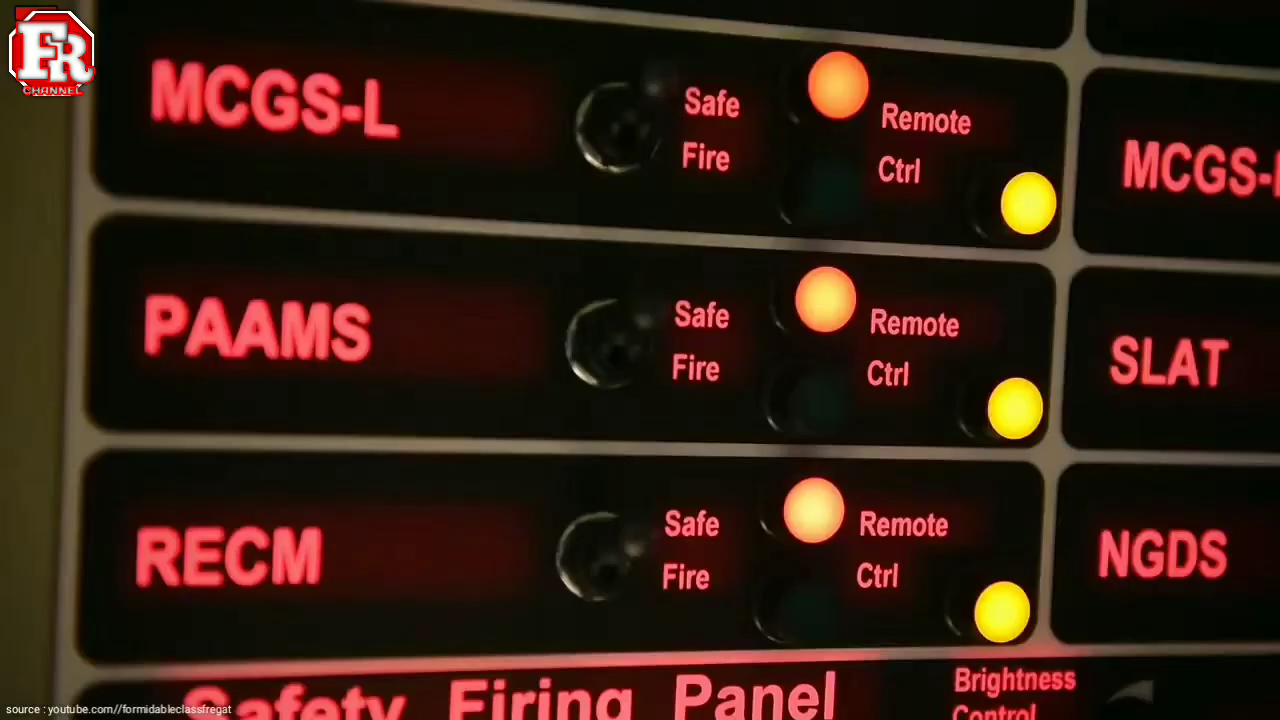 FR
CHANNEL
MCGS-L
Safe
Fire
Remote
Ctrl
MCGS-
PAAMS
Safe
Fire
Remote
Ctrl
SLAT
RECM
Safe
Fire
Remote
Ctrl
NGDS
Safety Firing Panel
Brightness
Control
source : youtube.com//formidableclassfregat